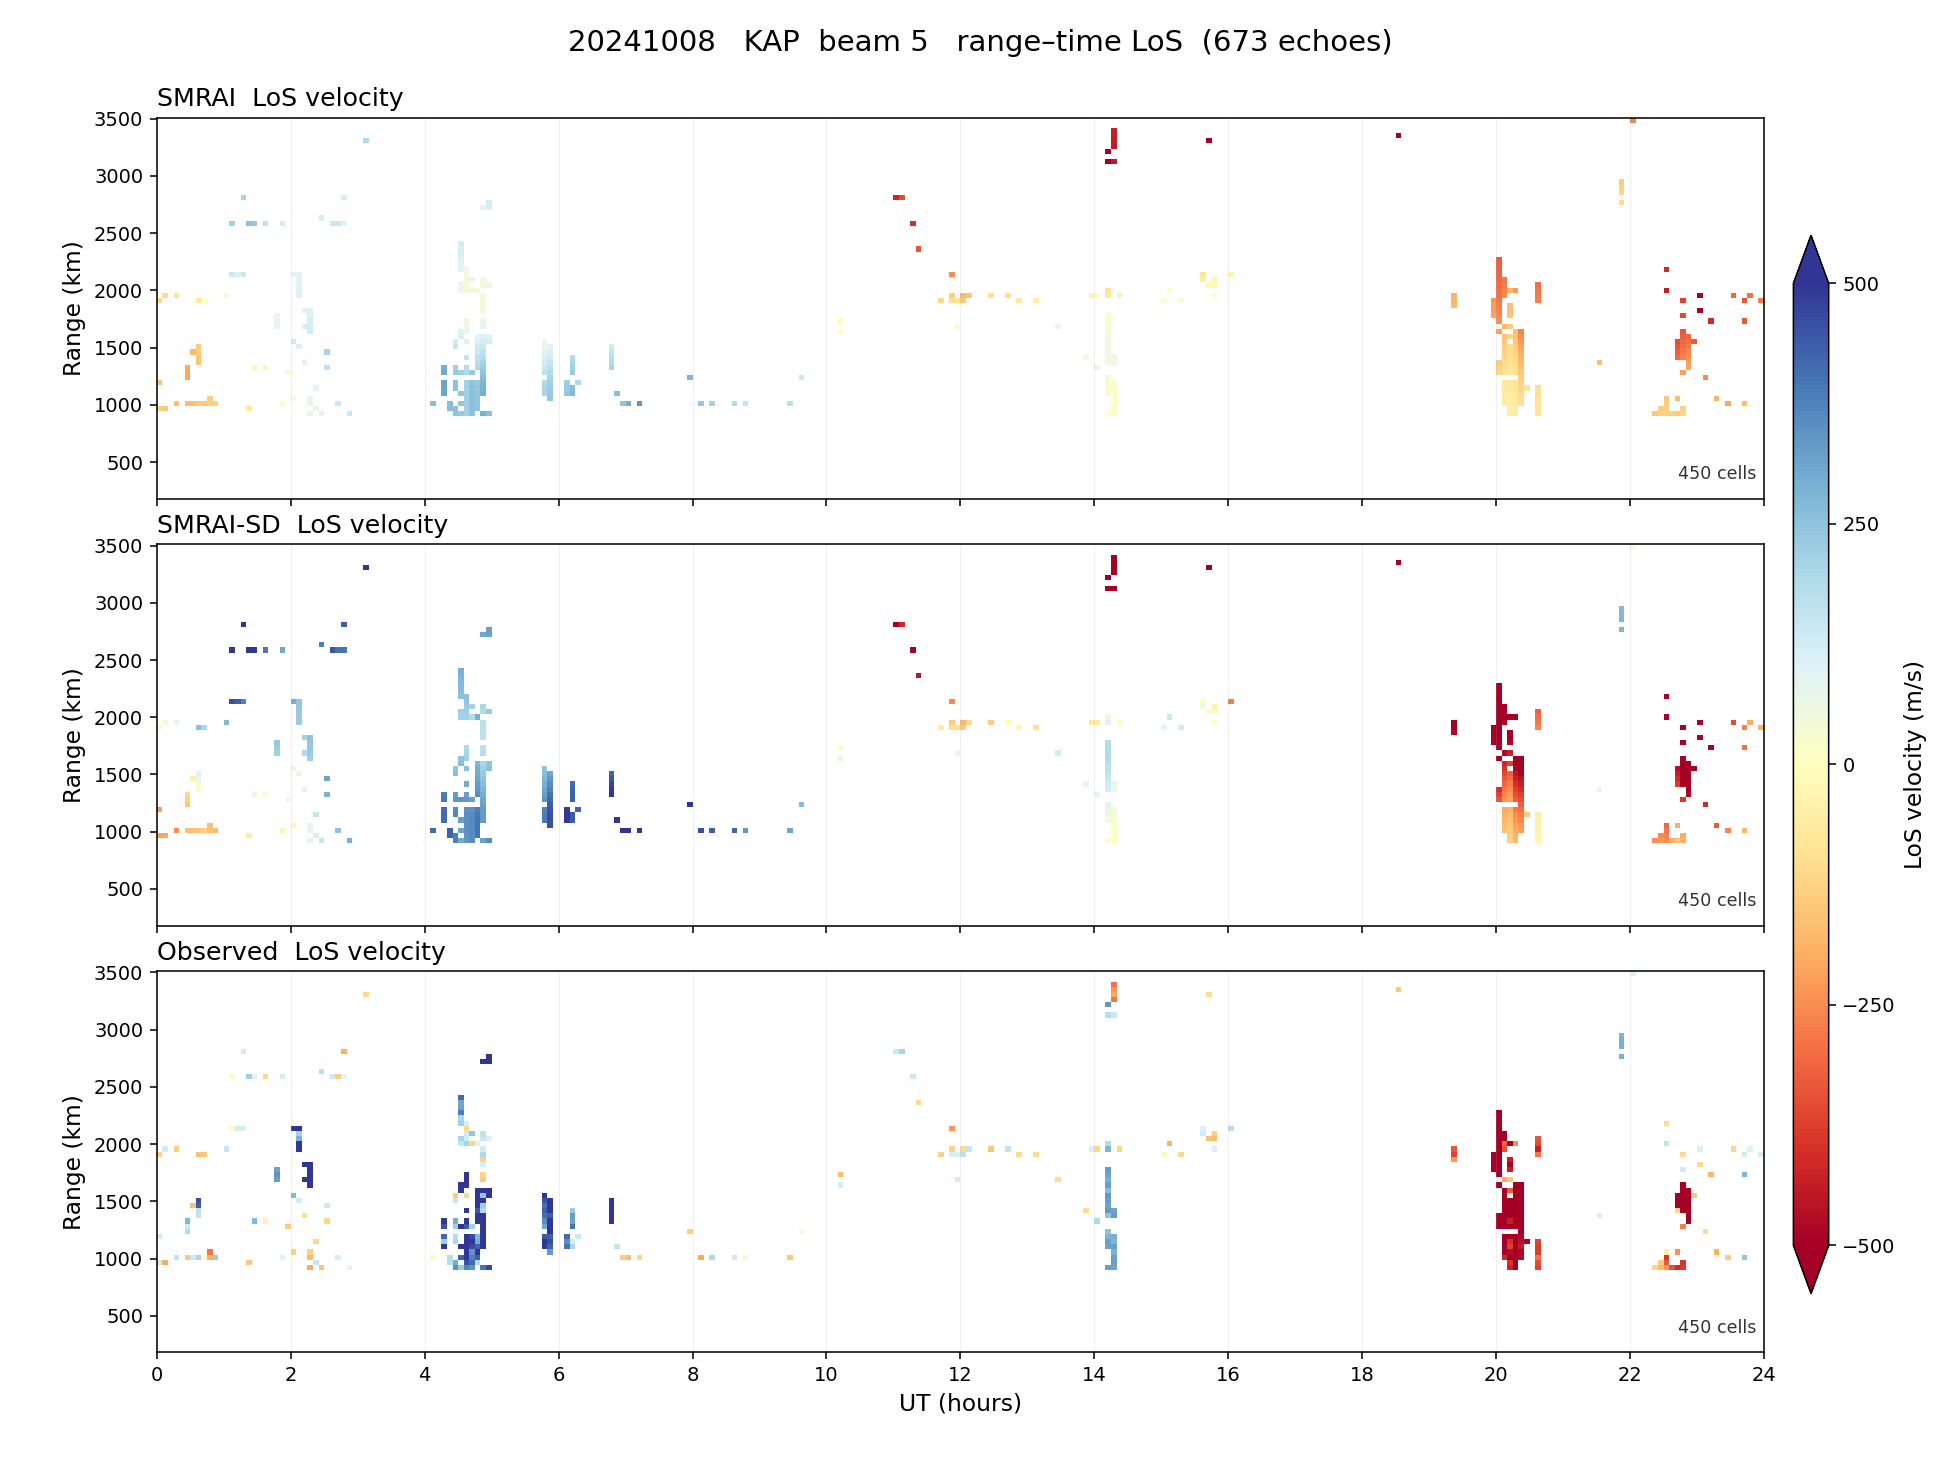 20241008 KAP beam 5 range–time LoS (673 echoes)
SMRAI LoS velocity
3500
3000
2500
2000
1500
1000
500
Range (km)
450 cells
SMRAI-SD LoS velocity
3500
3000
2500
2000
1500
1000
500
Range (km)
450 cells
Observed LoS velocity
3500
3000
2500
2000
1500
1000
500
Range (km)
450 cells
0 2 4 6 8 10 12 14 16 18 20 22 24
UT (hours)
500
250
0
−250
−500
LoS velocity (m/s)